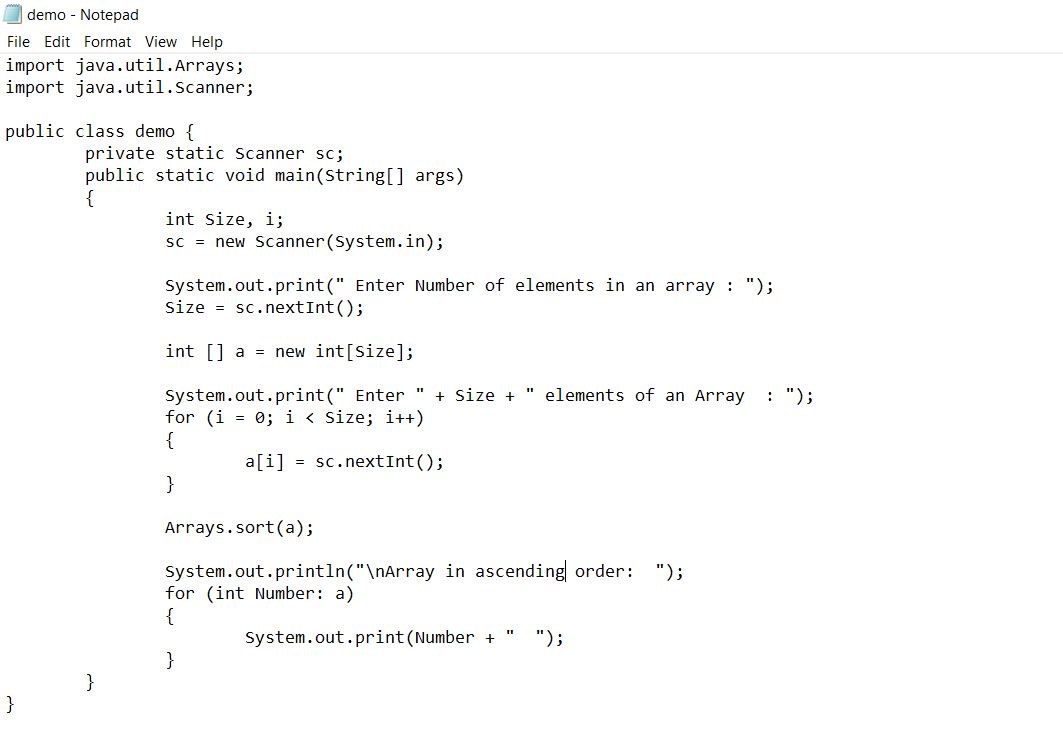 demo - Notepad
File Edit Format View Help
import java.util.Arrays;
import java.util.Scanner;

public class demo {
        private static Scanner sc;
        public static void main(String[] args)
        {
                int Size, i;
                sc = new Scanner(System.in);

                System.out.print(" Enter Number of elements in an array : ");
                Size = sc.nextInt();

                int [] a = new int[Size];

                System.out.print(" Enter " + Size + " elements of an Array  : ");
                for (i = 0; i < Size; i++)
                {
                        a[i] = sc.nextInt();
                }

                Arrays.sort(a);

                System.out.println("\nArray in ascending order:  ");
                for (int Number: a)
                {
                        System.out.print(Number + "  ");
                }
        }
}